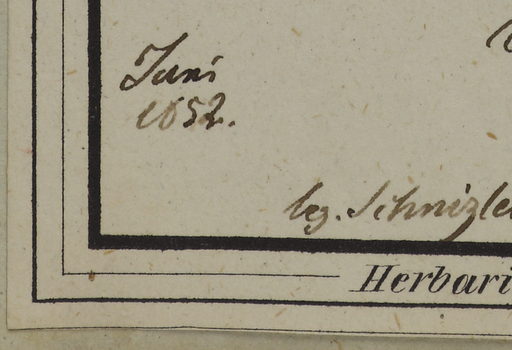 Juni
1852.
leg. Schnizle
Herbari